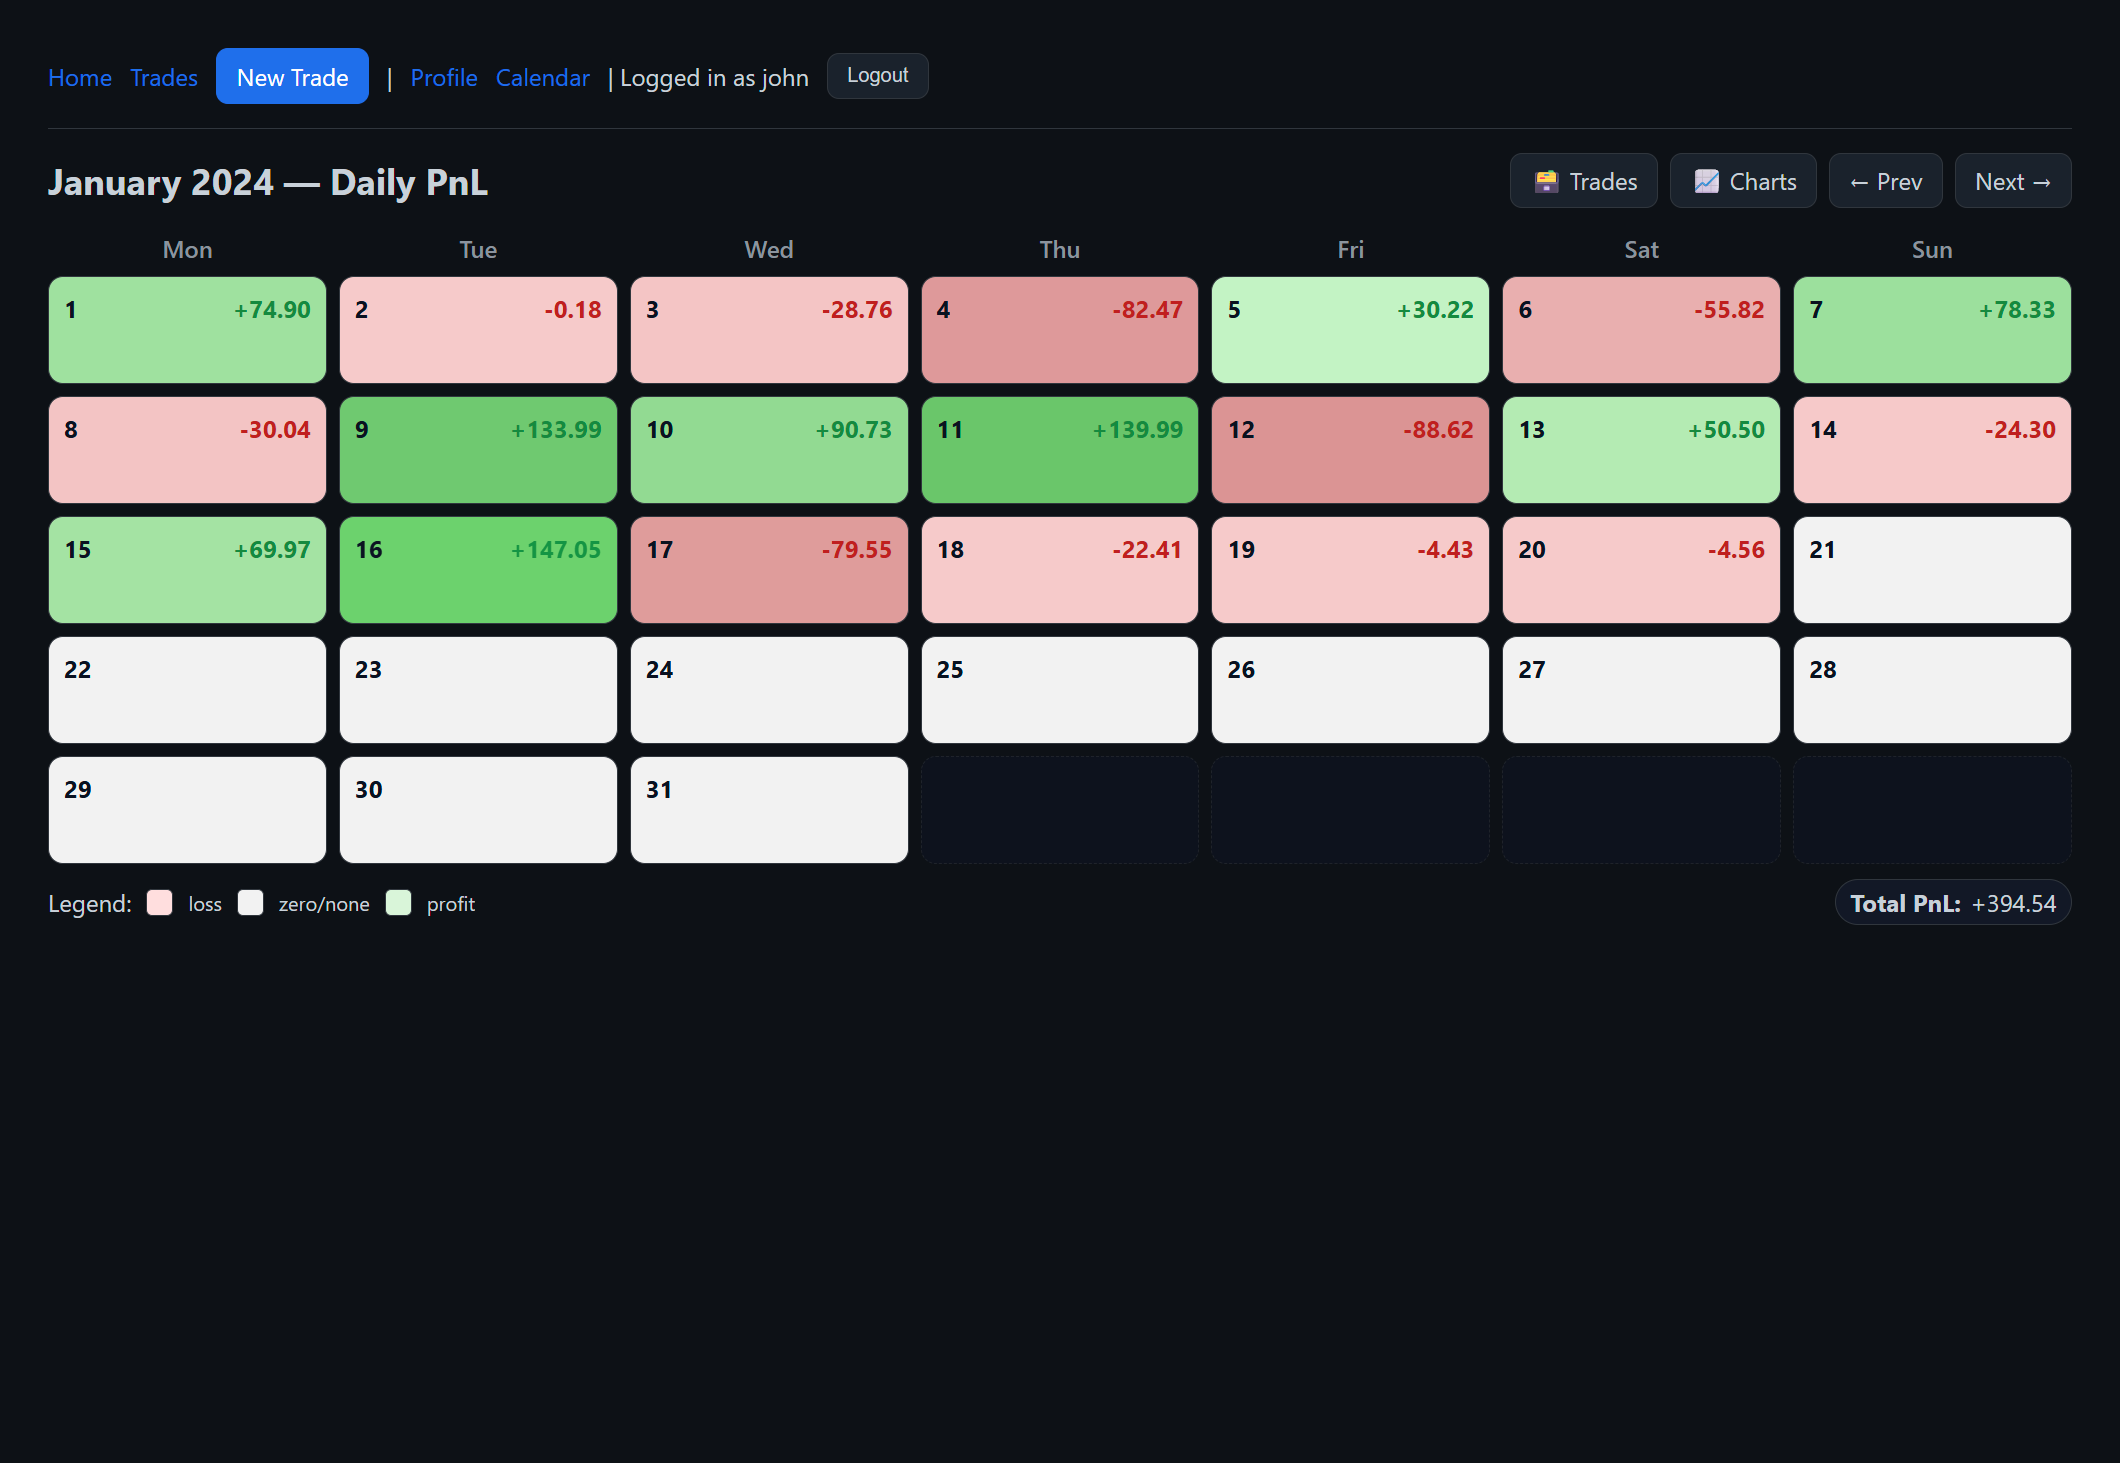 Home Trades New Trade | Profile Calendar | Logged in as john Logout
January 2024 — Daily PnL
Trades Charts ← Prev Next →
Mon Tue Wed Thu Fri Sat Sun
1 +74.90 2 -0.18 3 -28.76 4 -82.47 5 +30.22 6 -55.82 7 +78.33
8 -30.04 9 +133.99 10 +90.73 11 +139.99 12 -88.62 13 +50.50 14 -24.30
15 +69.97 16 +147.05 17 -79.55 18 -22.41 19 -4.43 20 -4.56 21
22 23 24 25 26 27 28
29 30 31
Legend: loss zero/none profit
Total PnL: +394.54